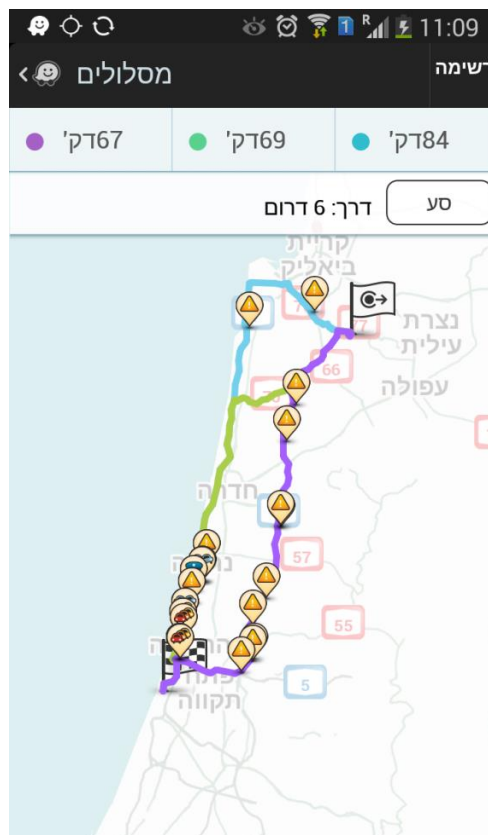 11:09
מסלולים
רשימה
67דק'
69דק'
84דק'
דרך: 6 דרום
סע
קריית
ביאליק
נצרת
עילית
66
עפולה
חדרה
57
55
5
תקווה